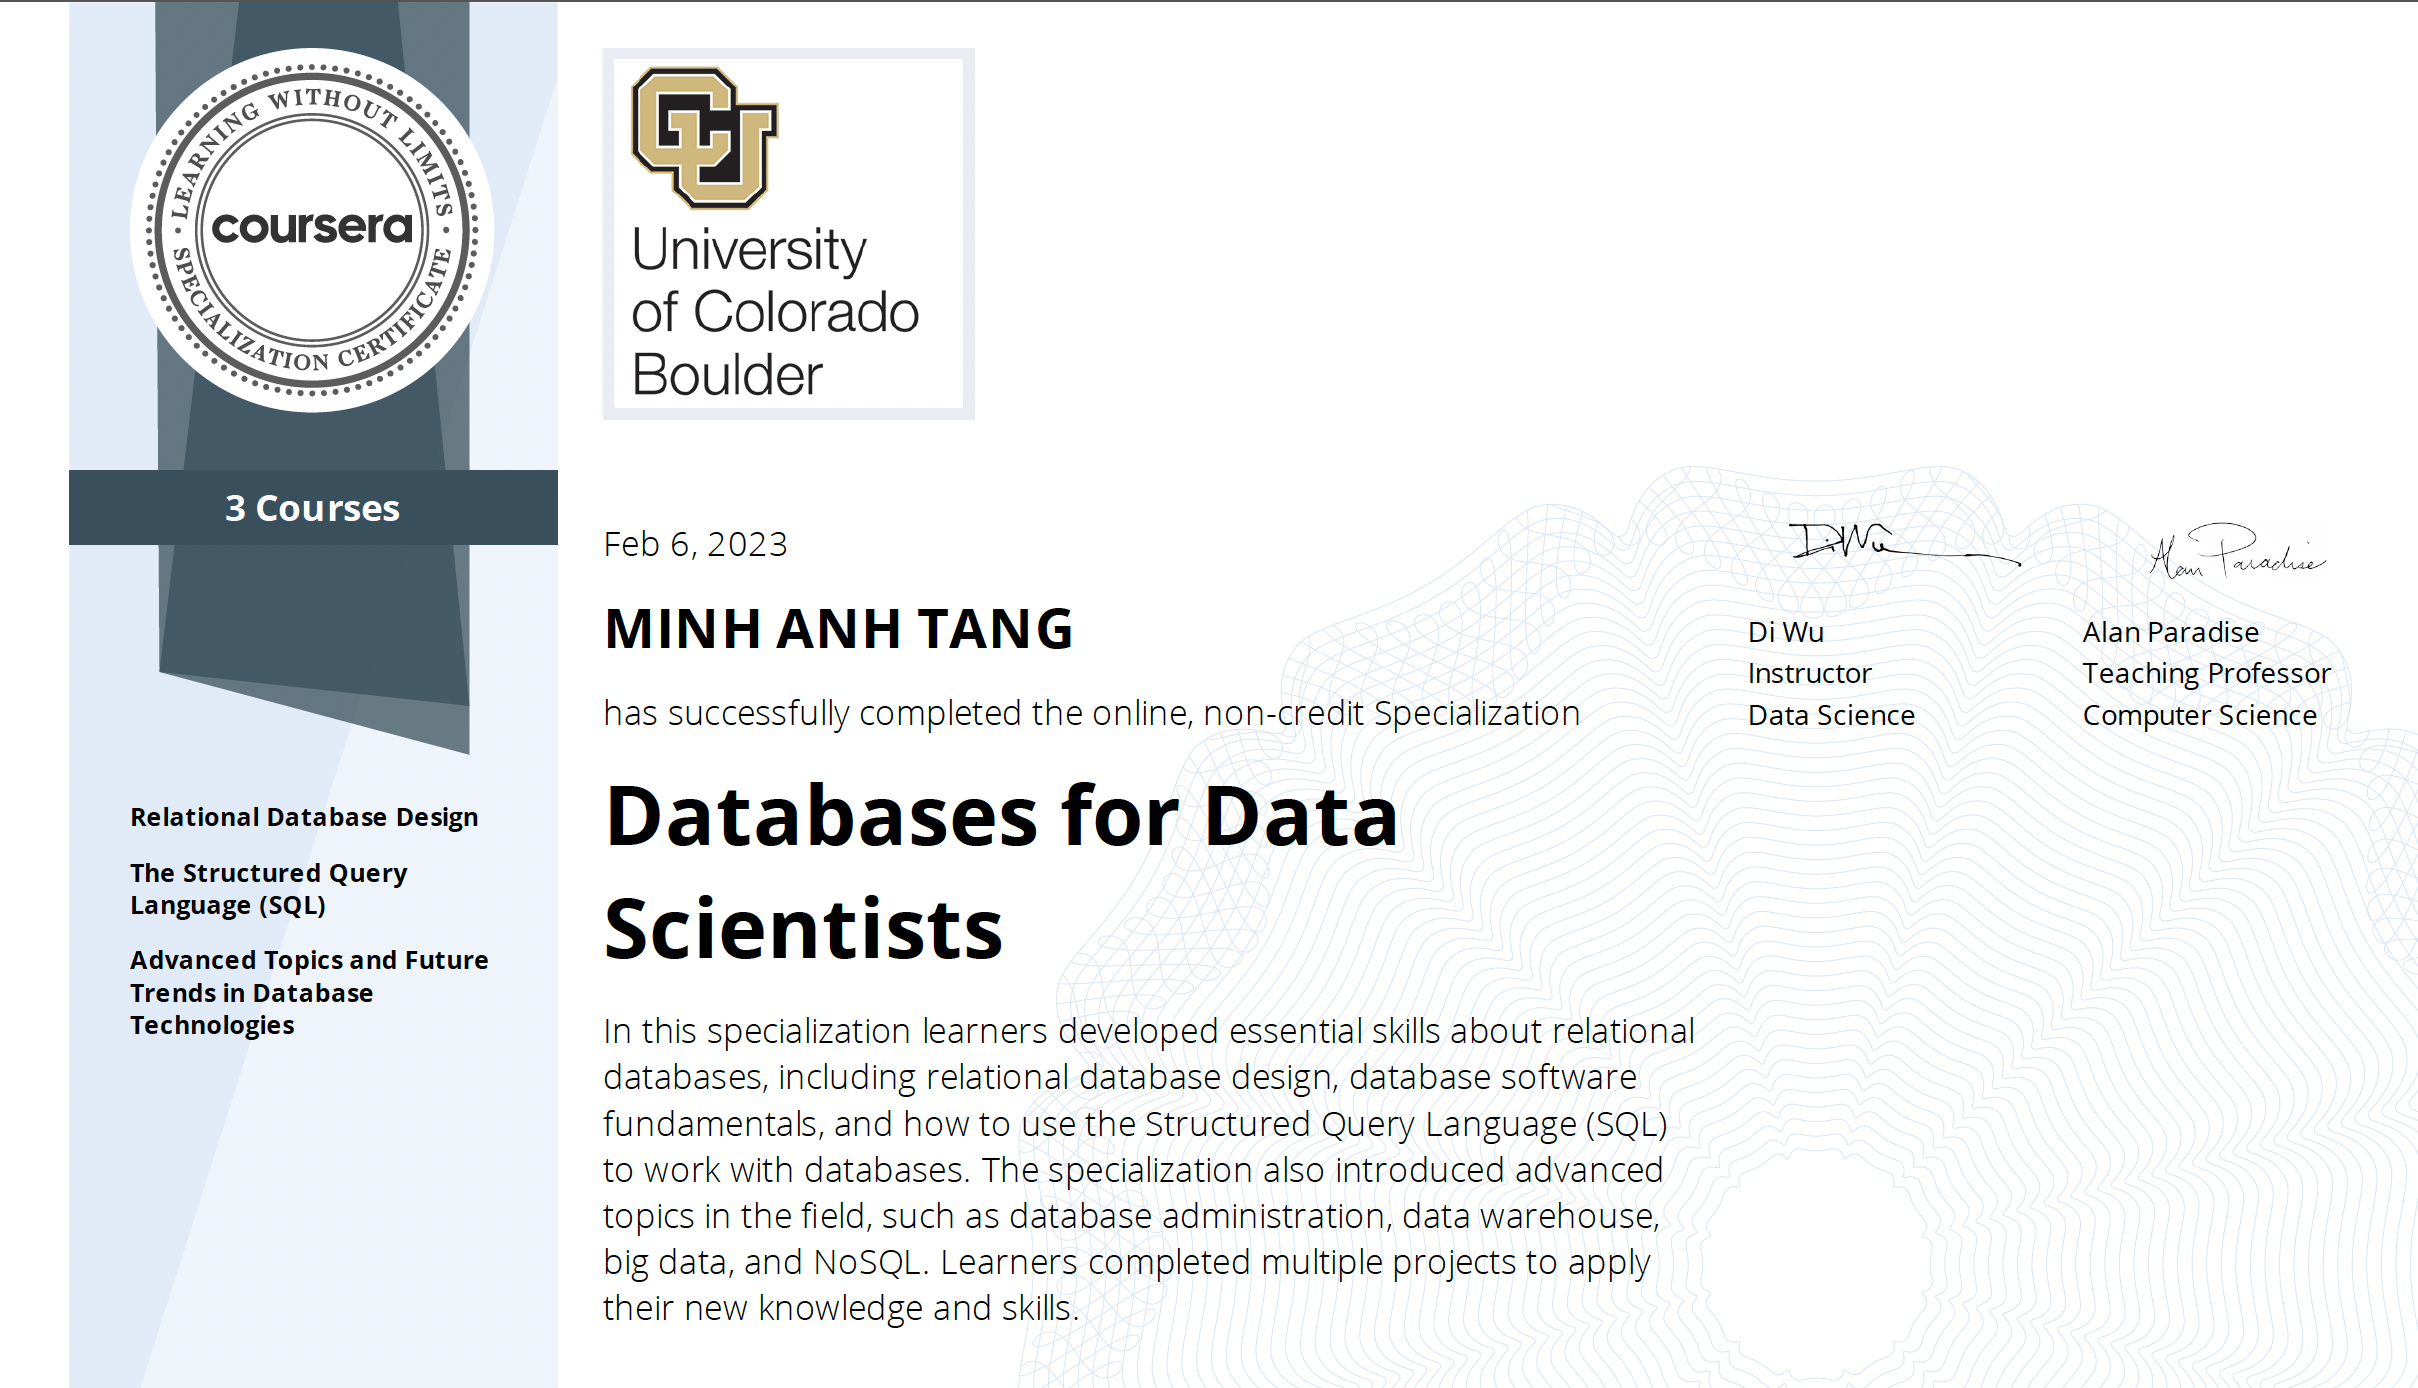 LEARNING WITHOUT LIMITS
coursera
SPECIALIZATION CERTIFICATE
3 Courses
Relational Database Design
The Structured Query
Language (SQL)
Advanced Topics and Future
Trends in Database
Technologies
CU
University
of Colorado
Boulder
Feb 6, 2023
MINH ANH TANG
has successfully completed the online, non-credit Specialization
Databases for Data
Scientists
In this specialization learners developed essential skills about relational
databases, including relational database design, database software
fundamentals, and how to use the Structured Query Language (SQL)
to work with databases. The specialization also introduced advanced
topics in the field, such as database administration, data warehouse,
big data, and NoSQL. Learners completed multiple projects to apply
their new knowledge and skills.
Di Wu
Di Wu
Instructor
Data Science
Alan Paradise
Alan Paradise
Teaching Professor
Computer Science